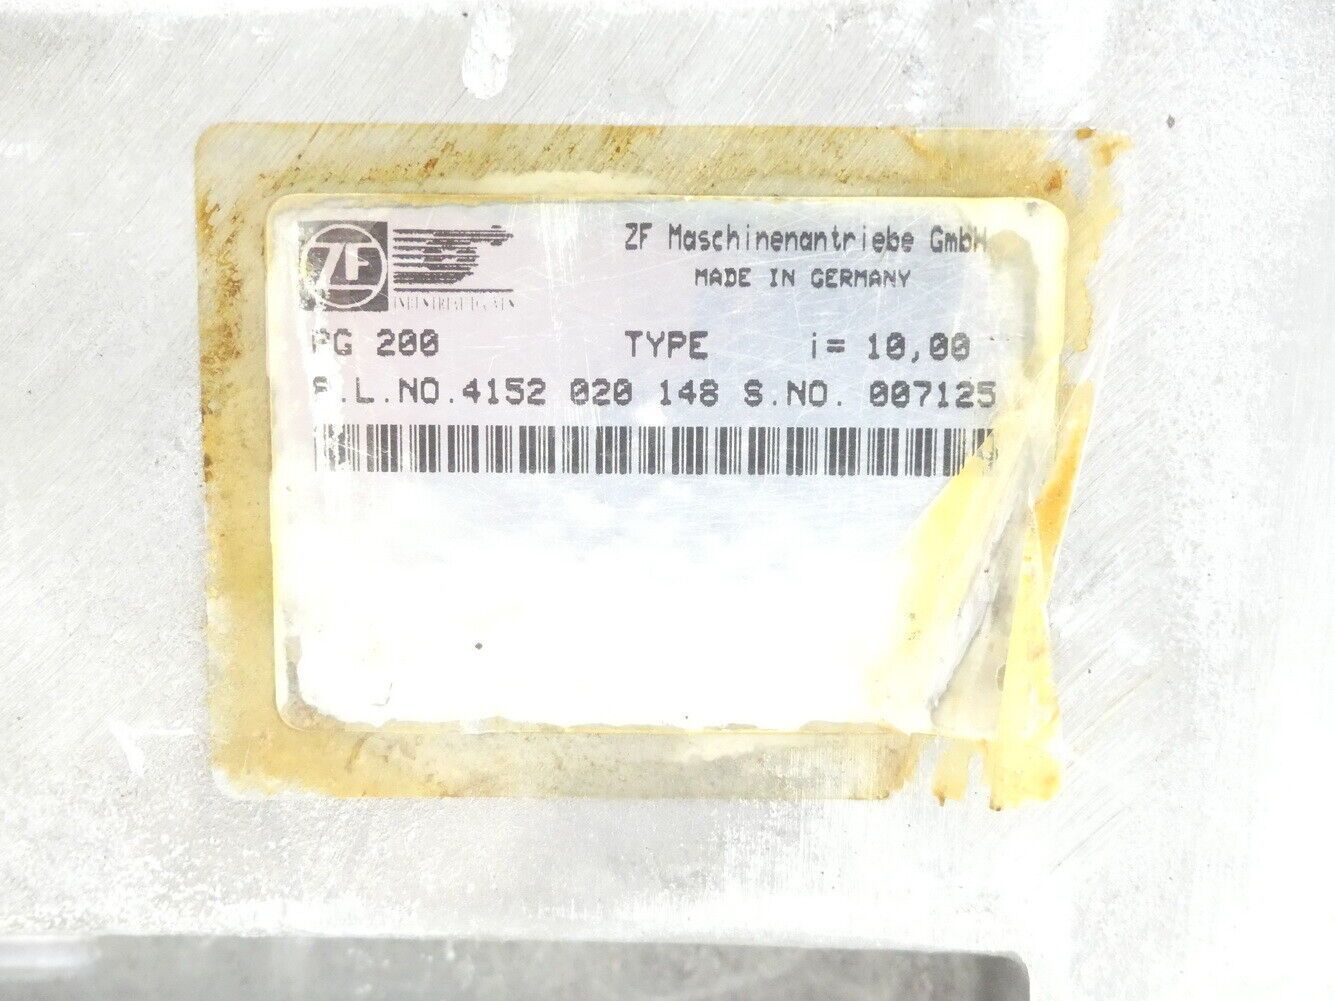 ZF
ZF Maschinenantriebe GmbH
MADE IN GERMANY
PG 200 TYPE i= 10,00
P.L.NO.4152 020 148 S.NO. 007125